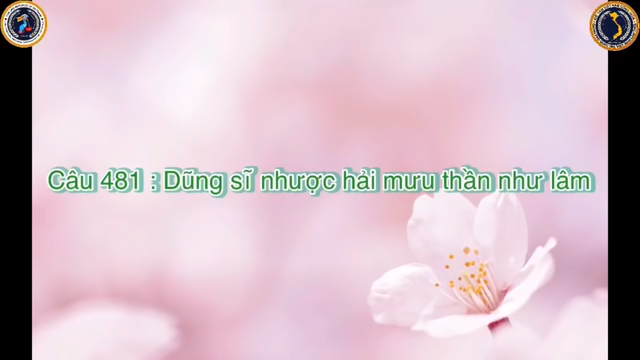 Câu 481 : Dũng sĩ nhược hải mưu thần như lâm